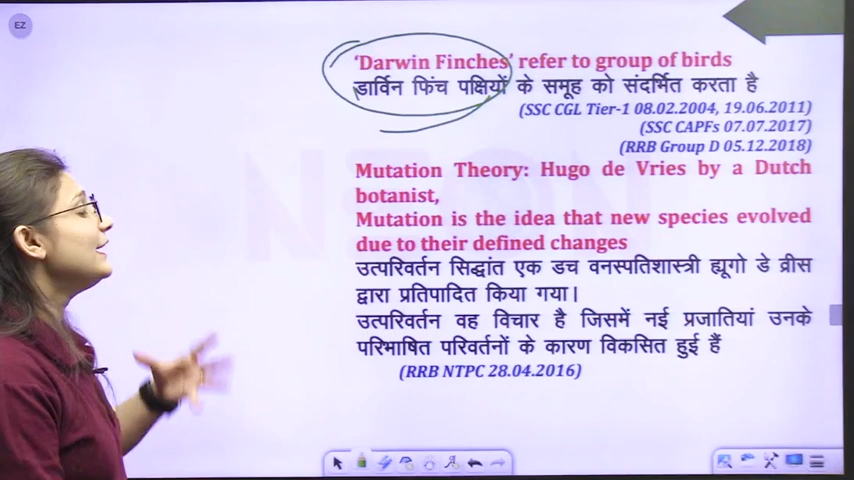 EZ
'Darwin Finches' refer to group of birds
डार्विन फिंच पक्षियों के समूह को संदर्भित करता है
(SSC CGL Tier-1 08.02.2004, 19.06.2011)
(SSC CAPFs 07.07.2017)
(RRB Group D 05.12.2018)
Mutation Theory: Hugo de Vries by a Dutch
botanist,
Mutation is the idea that new species evolved
due to their defined changes
उत्परिवर्तन सिद्धांत एक डच वनस्पतिशास्त्री ह्यूगो डे व्रीस
द्वारा प्रतिपादित किया गया।
उत्परिवर्तन वह विचार है जिसमें नई प्रजातियां उनके
परिभाषित परिवर्तनों के कारण विकसित हुई हैं
(RRB NTPC 28.04.2016)